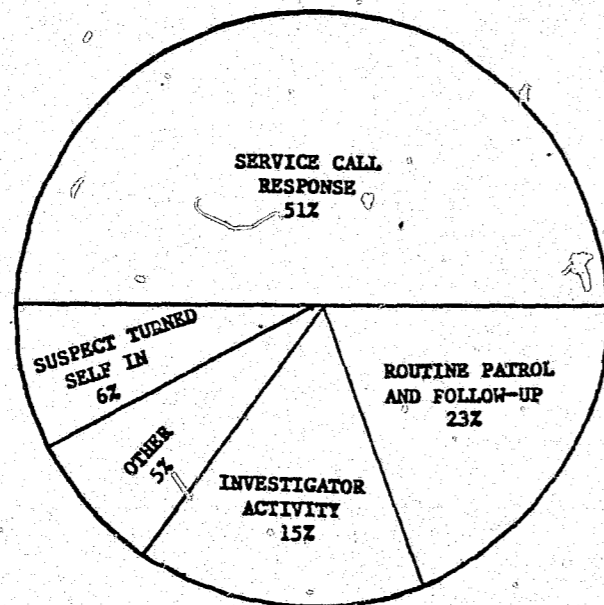 SERVICE CALL
RESPONSE
51%
SUSPECT TURNED
SELF IN
6%
ROUTINE PATROL
AND FOLLOW-UP
23%
OTHER
5%
INVESTIGATOR
ACTIVITY
15%